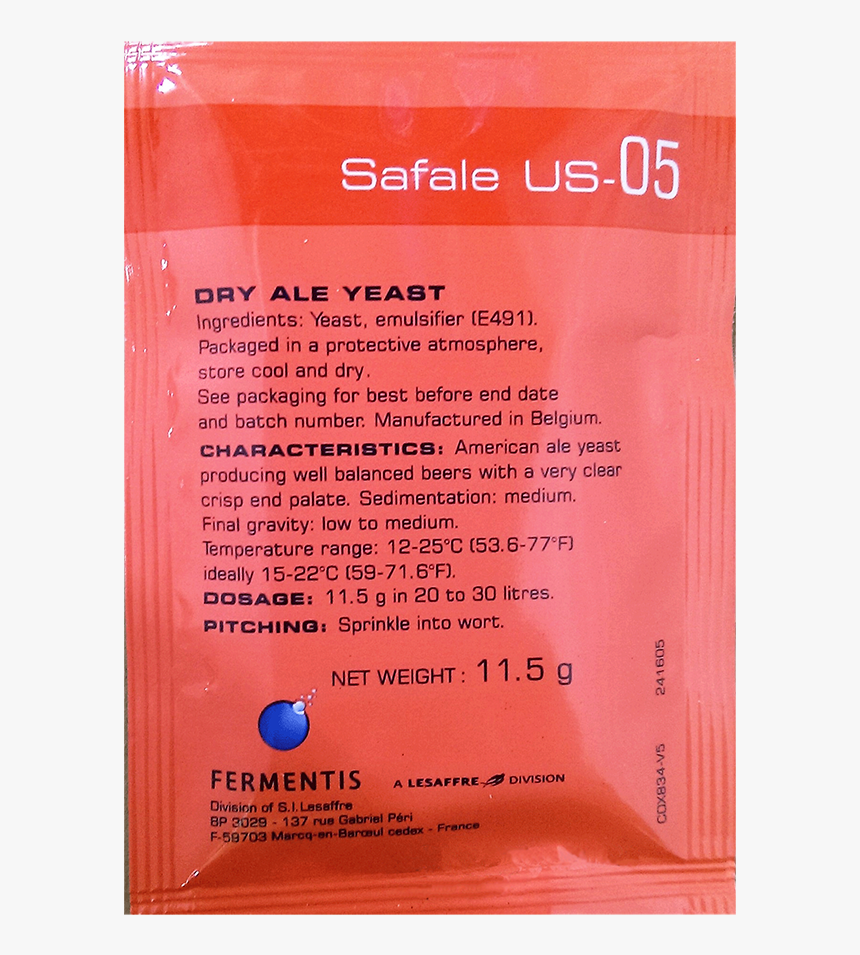 Safale US-05
DRY ALE YEAST
Ingredients: Yeast, emulsifier (E491).
Packaged in a protective atmosphere,
store cool and dry.
See packaging for best before end date
and batch number. Manufactured in Belgium.
CHARACTERISTICS: American ale yeast
producing well balanced beers with a very clear
crisp end palate. Sedimentation: medium.
Final gravity: low to medium.
Temperature range: 12-25°C (53.6-77°F)
ideally 15-22°C (59-71.6°F).
DOSAGE: 11.5 g in 20 to 30 litres.
PITCHING: Sprinkle into wort.
NET WEIGHT : 11.5 g
FERMENTIS
A LESAFFRE DIVISION
Division of S.I.Lesaffre
BP 3029 - 137 rue Gabriel Péri
F-59703 Marcq-en-Barœul cedex - France
COX834-V5
241605